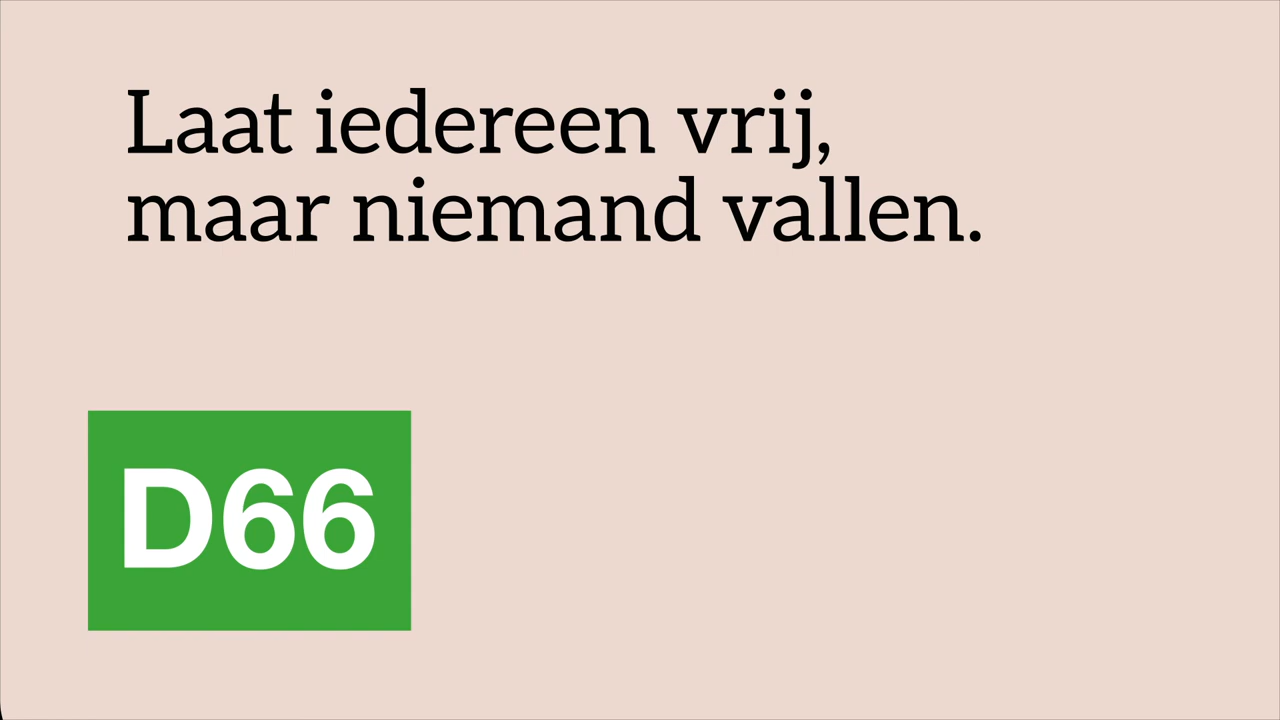 Laat iedereen vrij,
maar niemand vallen.
D66